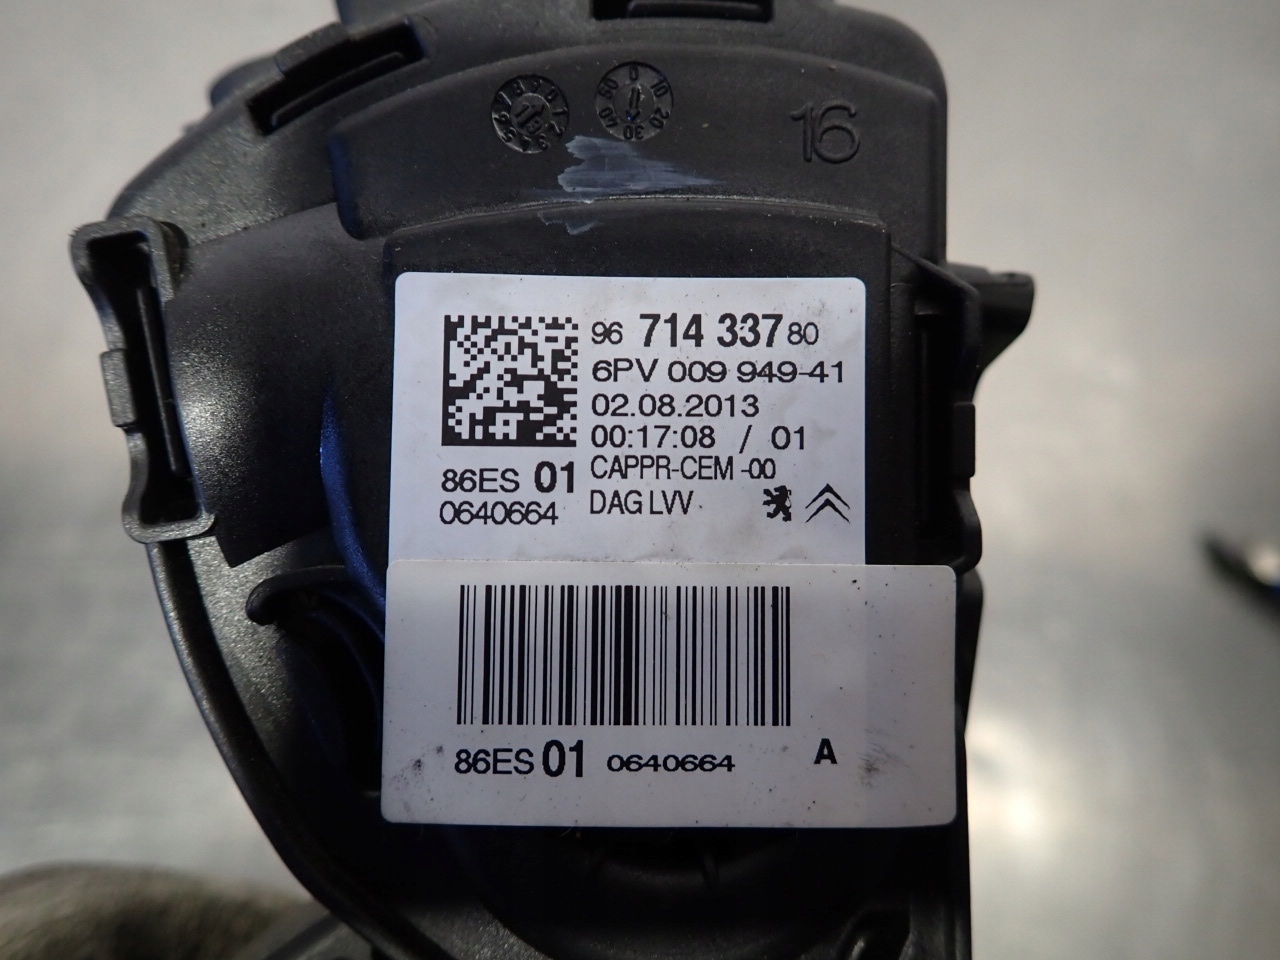 16
96 714 337 80
6PV 009 949-41
02.08.2013
00:17:08 / 01
CAPPR-CEM -00
DAG LVV
86ES 01
0640664
86ES 01 0640664 A